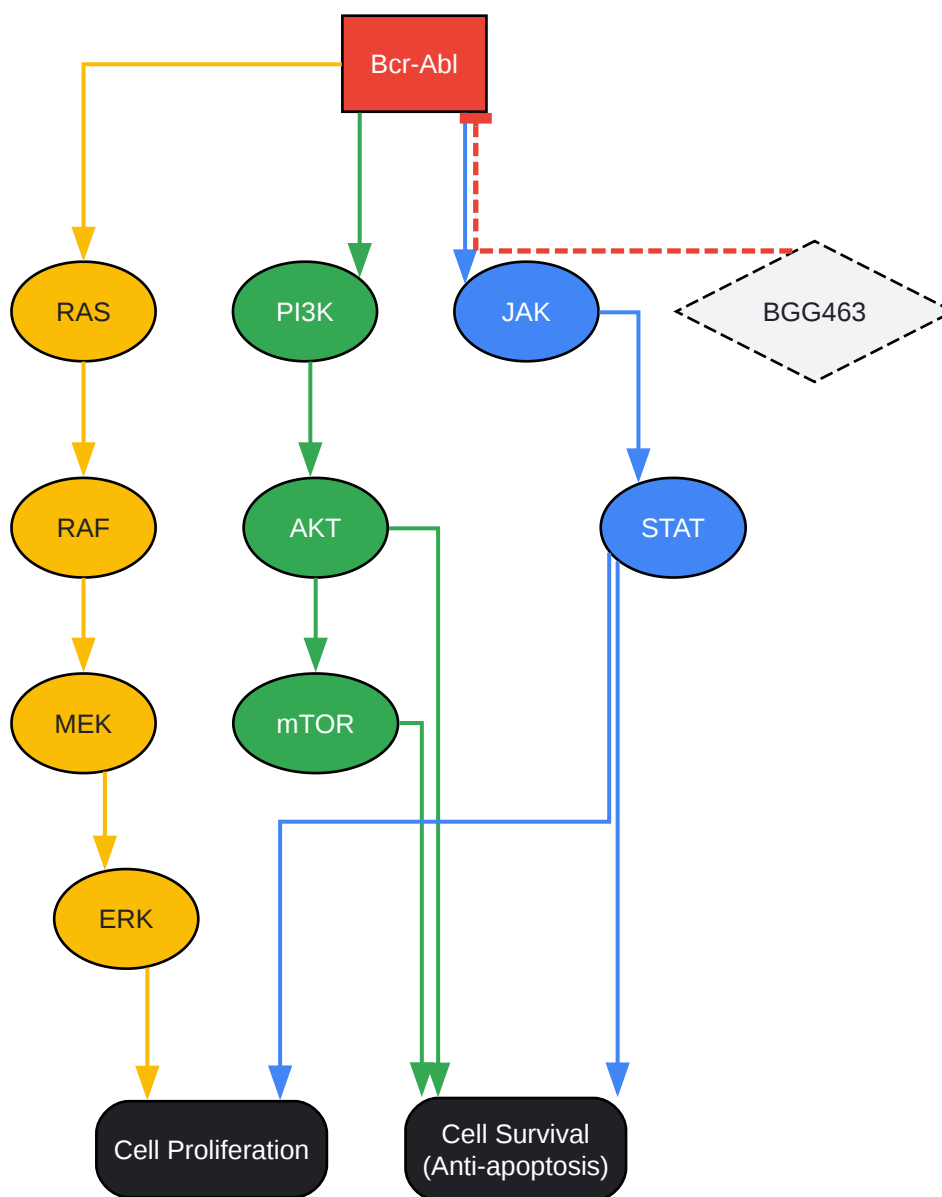 Bcr-Abl
RAS
PI3K
JAK
BGG463
RAF
AKT
STAT
MEK
mTOR
ERK
Cell Proliferation
Cell Survival
(Anti-apoptosis)